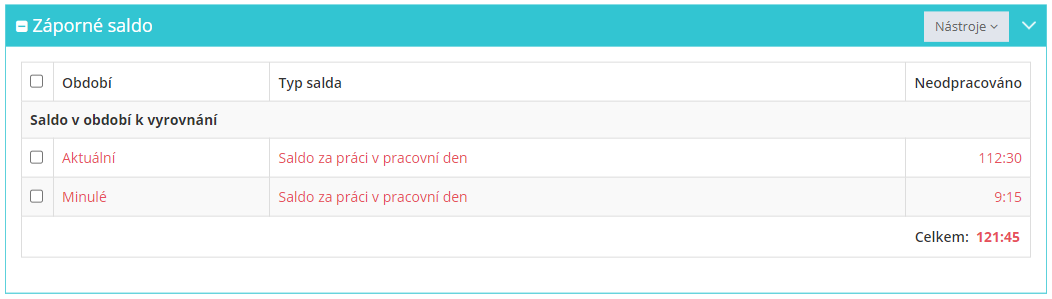 Záporné saldo
Nástroje
Období Typ salda Neodpracováno
Saldo v období k vyrovnání
Aktuální Saldo za práci v pracovní den 112:30
Minulé Saldo za práci v pracovní den 9:15
Celkem: 121:45